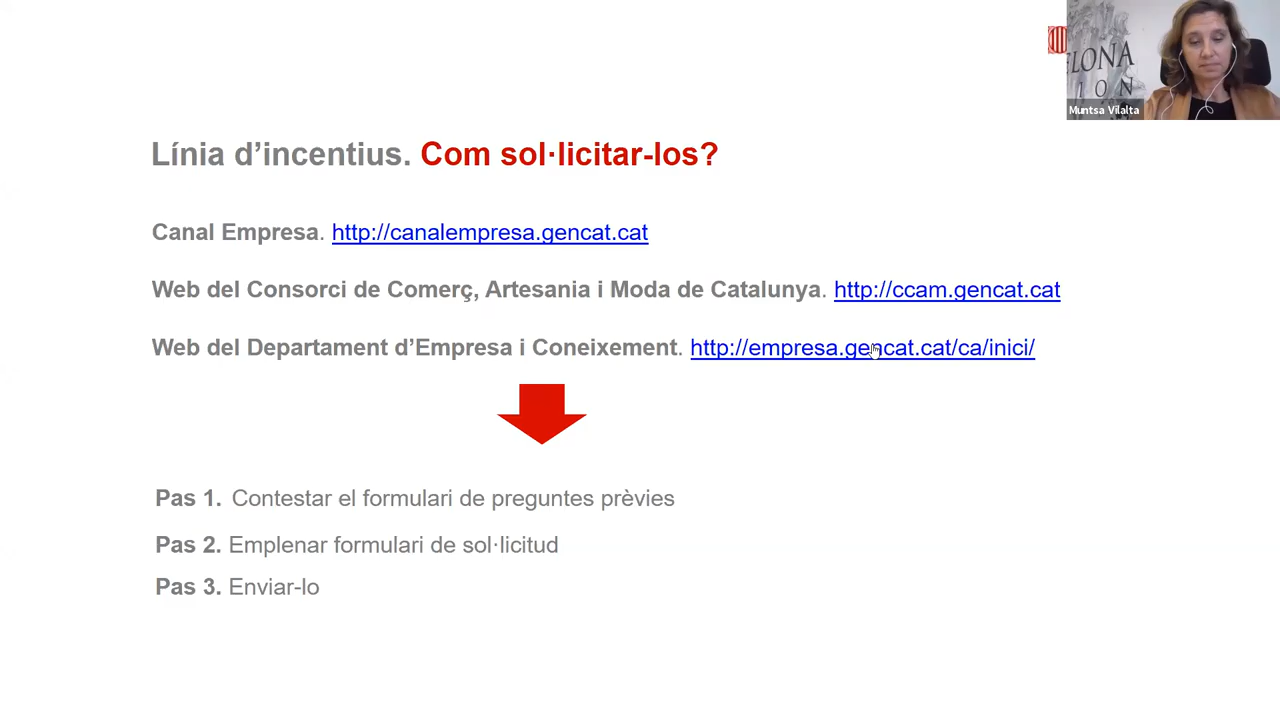 ELONA
ION
Muntsa Vilalta
Línia d’incentius. Com sol·licitar-los?
Canal Empresa. http://canalempresa.gencat.cat
Web del Consorci de Comerç, Artesania i Moda de Catalunya. http://ccam.gencat.cat
Web del Departament d’Empresa i Coneixement. http://empresa.gencat.cat/ca/inici/
Pas 1. Contestar el formulari de preguntes prèvies
Pas 2. Emplenar formulari de sol·licitud
Pas 3. Enviar-lo